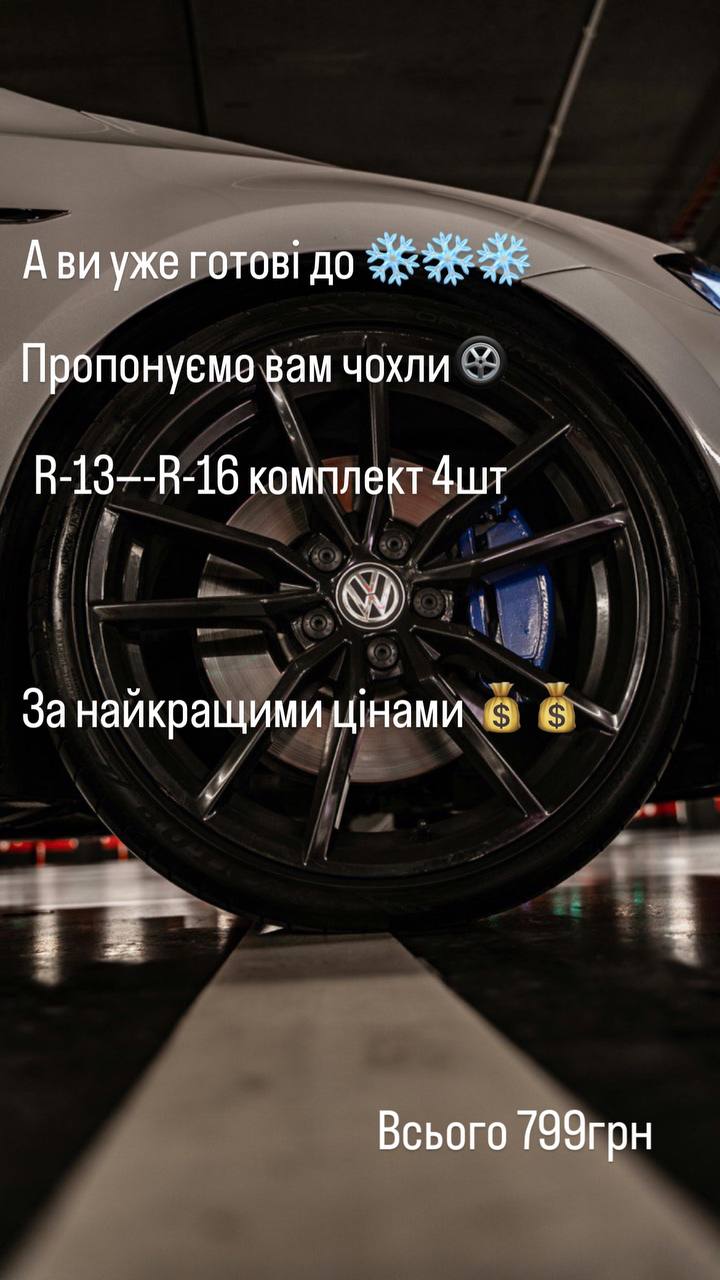 А ви уже готові до ❄️❄️❄️
Пропонуємо вам чохли 🛞
R-13–-R-16 комплект 4шт
За найкращими цінами 💰 💰
Всього 799грн